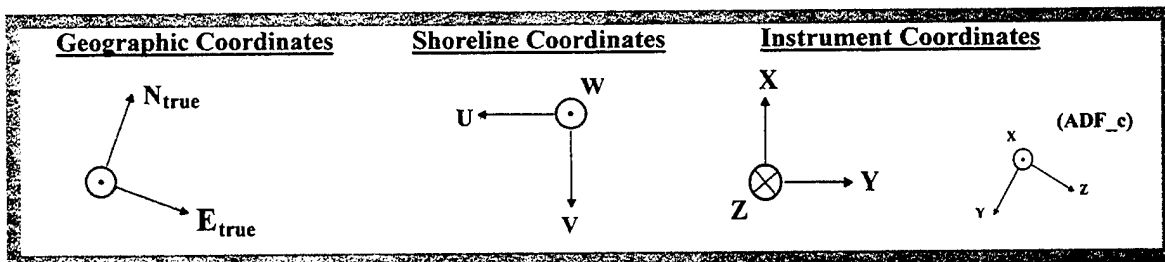 Geographic Coordinates
Shoreline Coordinates
Instrument Coordinates
N true
E true
W
U
V
X
Z
Y
(ADF_c)
X
Y
Z